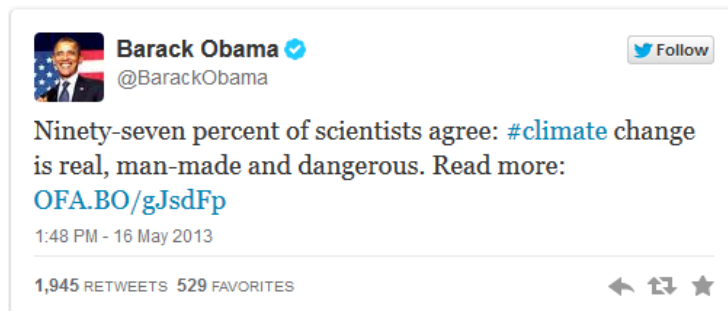 Barack Obama
Follow
@BarackObama
Ninety-seven percent of scientists agree: #climate change
is real, man-made and dangerous. Read more:
OFA.BO/gJsdFp
1:48 PM - 16 May 2013
1,945 RETWEETS 529 FAVORITES